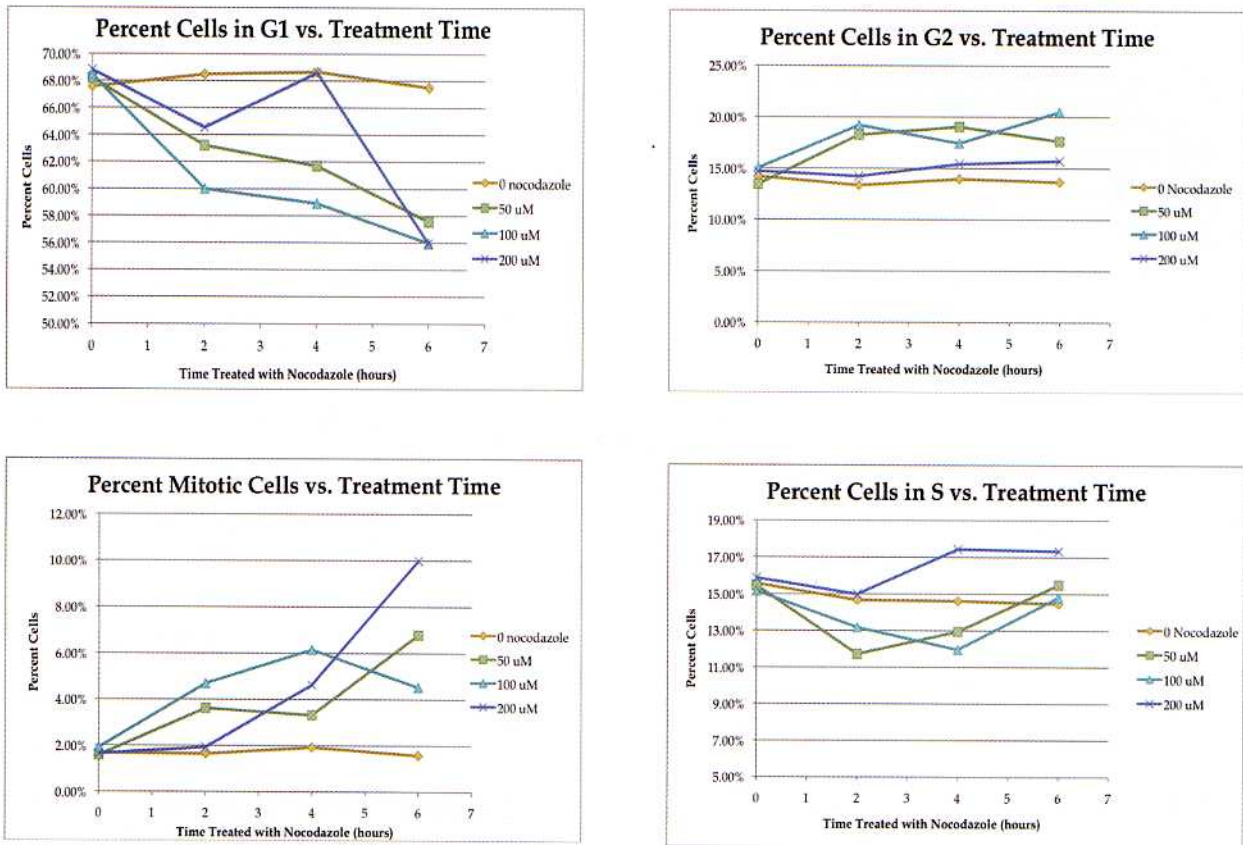 Percent Cells in G1 vs. Treatment Time
70.00%
68.00%
66.00%
64.00%
62.00%
60.00%
58.00%
56.00%
54.00%
52.00%
50.00%
Percent Cells
0 1 2 3 4 5 6 7
Time Treated with Nocodazole (hours)
0 nocodazole
50 uM
100 uM
200 uM
Percent Cells in G2 vs. Treatment Time
25.00%
20.00%
15.00%
10.00%
5.00%
0.00%
Percent Cells
0 1 2 3 4 5 6 7
Time Treated with Nocodazole (hours)
0 Nocodazole
50 uM
100 uM
200 uM
Percent Mitotic Cells vs. Treatment Time
12.00%
10.00%
8.00%
6.00%
4.00%
2.00%
0.00%
Percent Cells
0 1 2 3 4 5 6 7
Time Treated with Nocodazole (hours)
0 nocodazole
50 uM
100 uM
200 uM
Percent Cells in S vs. Treatment Time
19.00%
17.00%
15.00%
13.00%
11.00%
9.00%
7.00%
5.00%
Percent Cells
0 1 2 3 4 5 6 7
Time Treated with Nocodazole (hours)
0 Nocodazole
50 uM
100 uM
200 uM